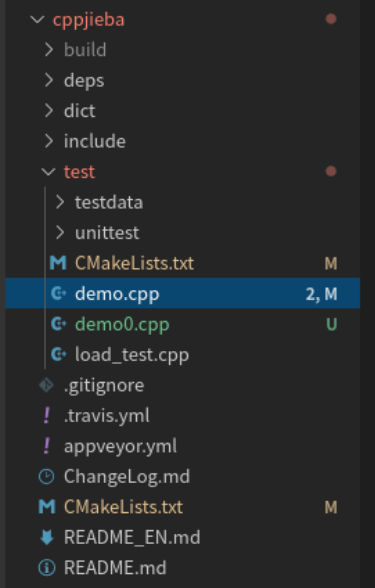 cppjieba
build
deps
dict
include
test
testdata
unittest
CMakeLists.txt M
demo.cpp 2, M
demo0.cpp U
load_test.cpp
.gitignore
.travis.yml
appveyor.yml
ChangeLog.md
CMakeLists.txt M
README_EN.md
README.md